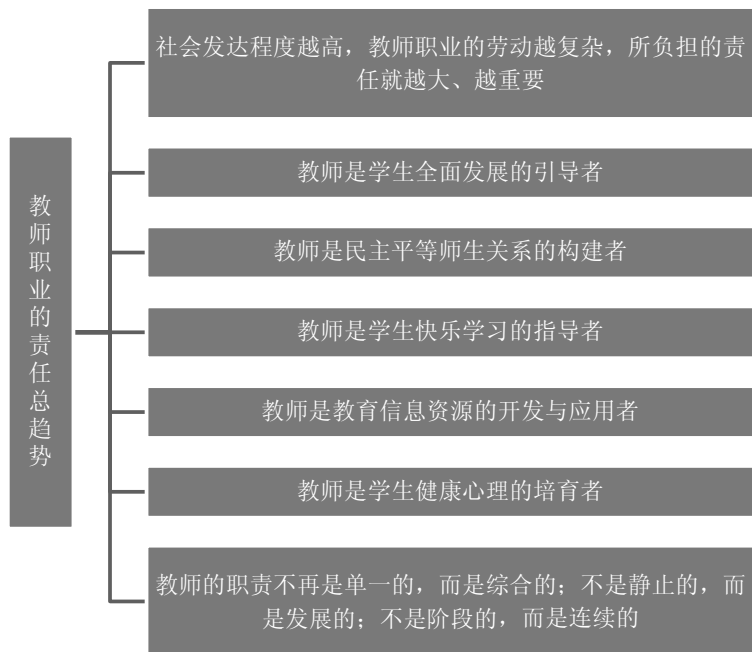 教师职业的责任总趋势
社会发达程度越高，教师职业的劳动越复杂，所负担的责
任就越大、越重要
教师是学生全面发展的引导者
教师是民主平等师生关系的构建者
教师是学生快乐学习的指导者
教师是教育信息资源的开发与应用者
教师是学生健康心理的培育者
教师的职责不再是单一的，而是综合的；不是静止的，而
是发展的；不是阶段的，而是连续的